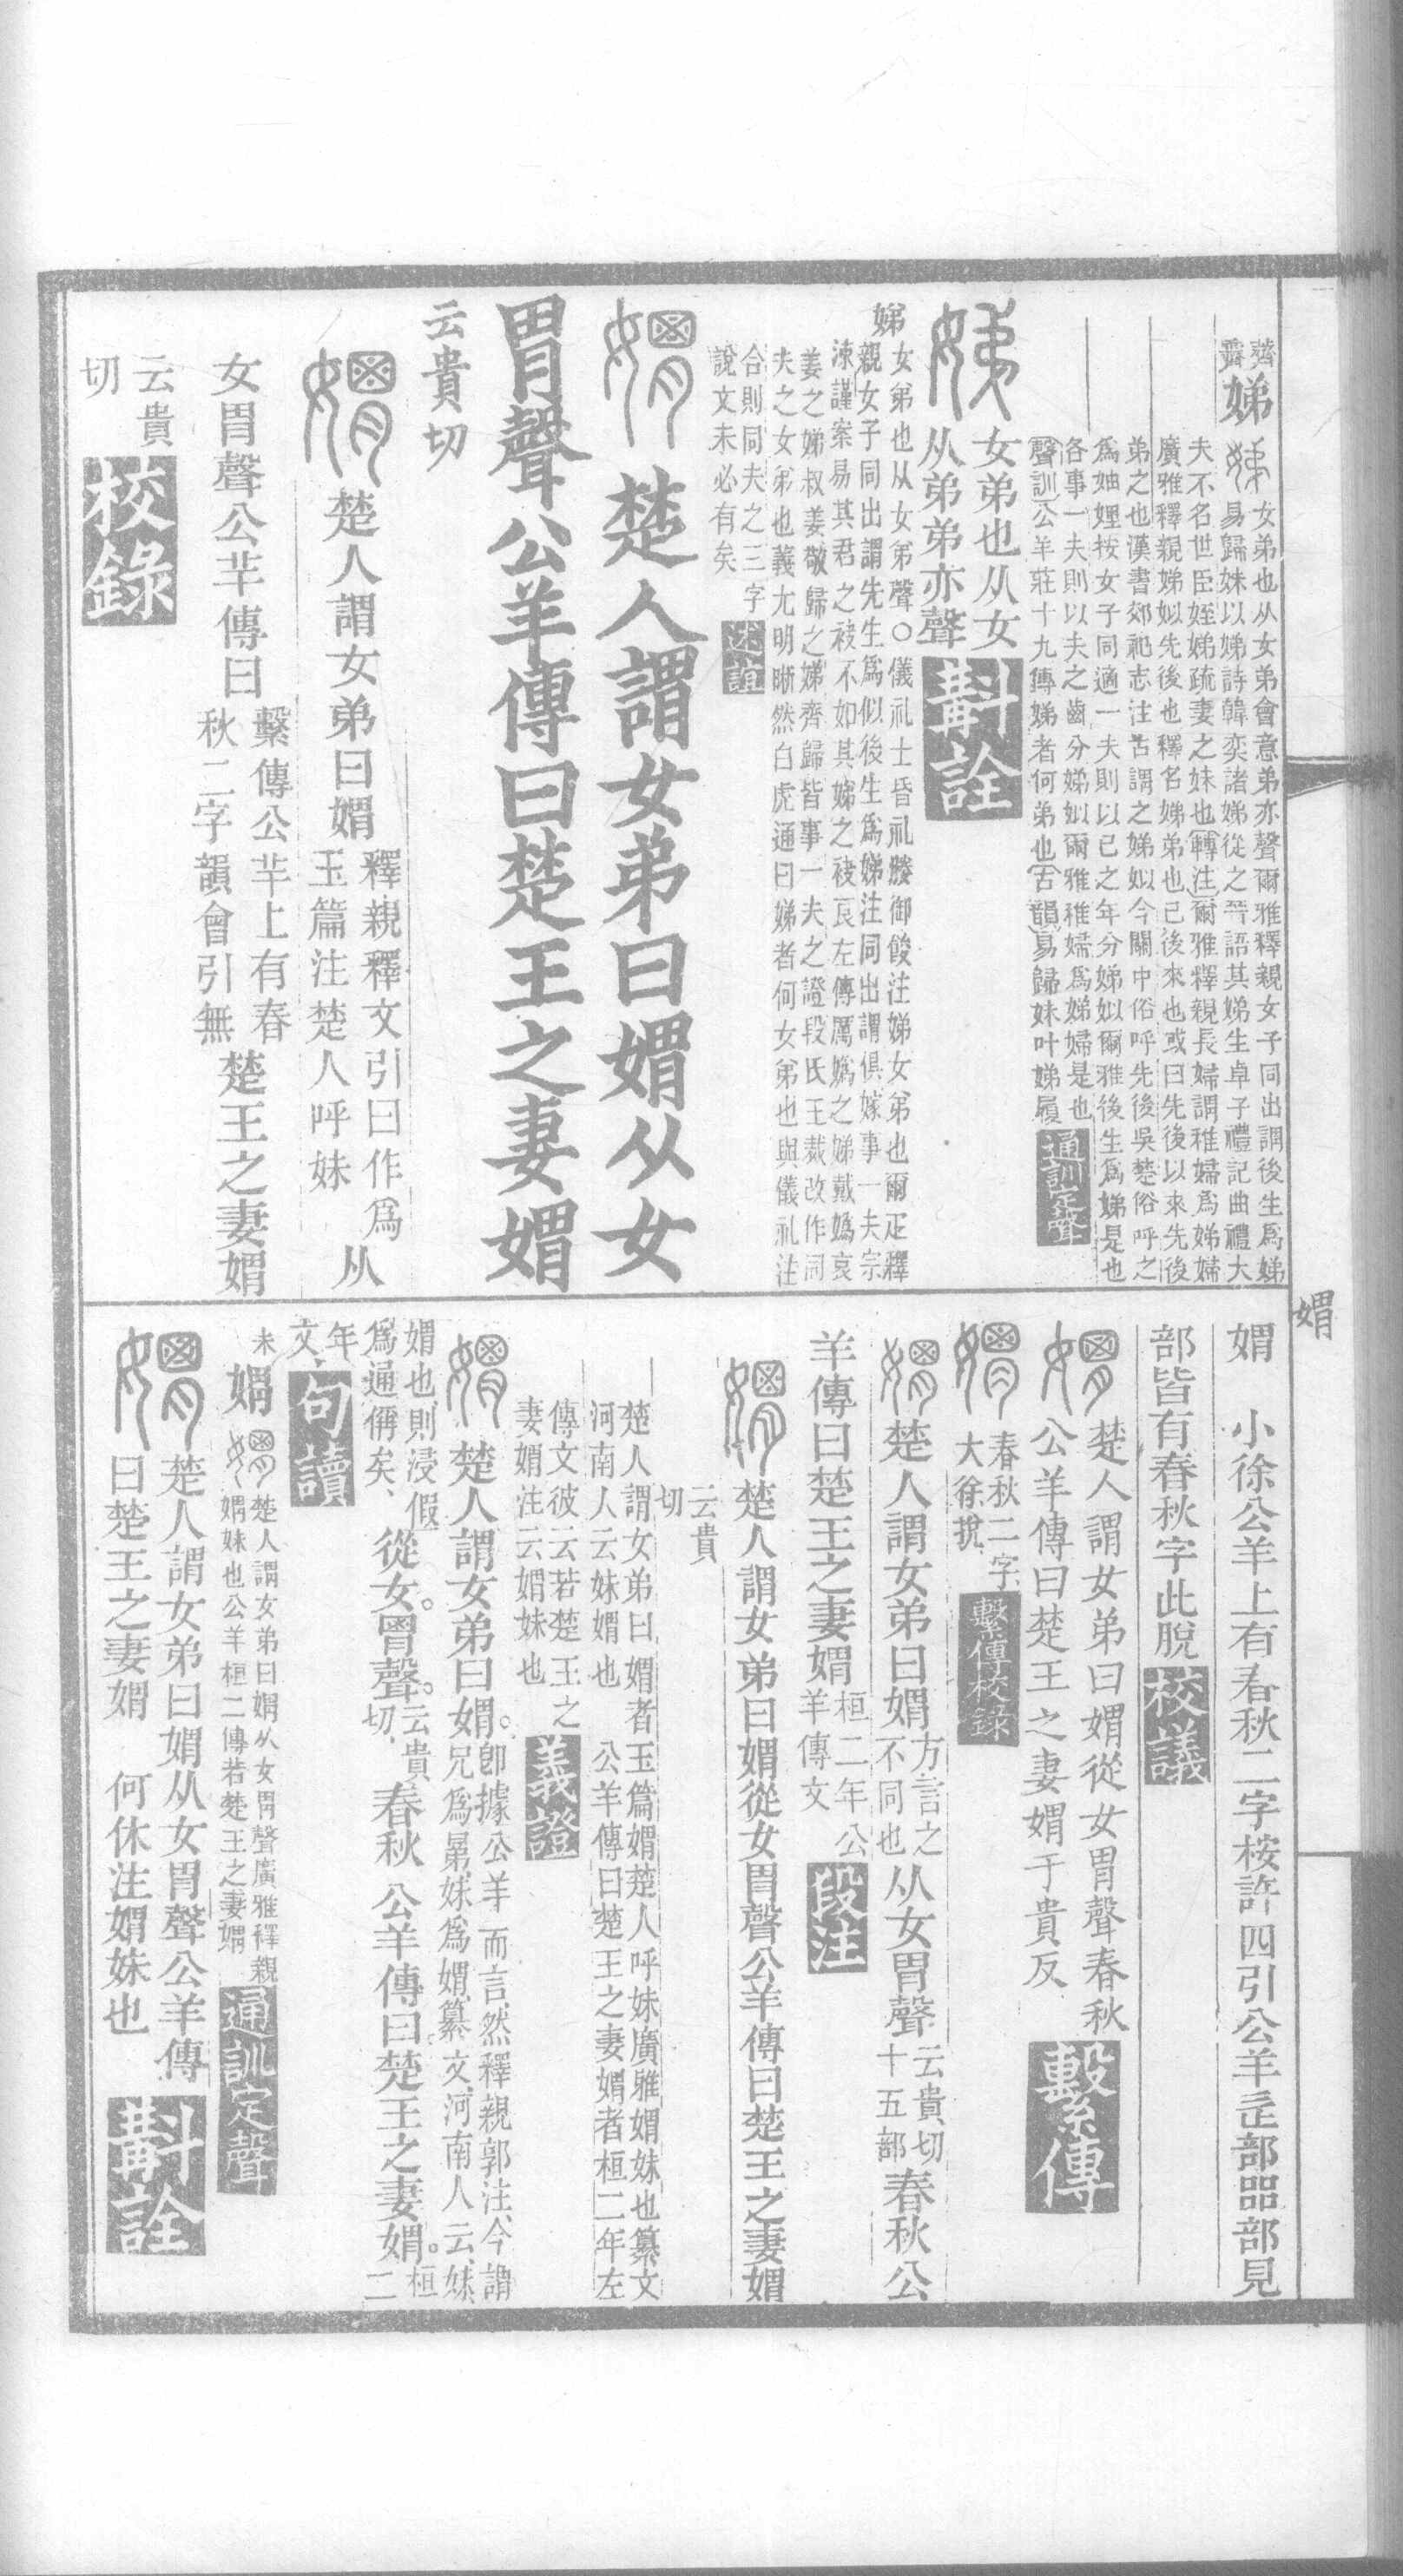 薺
霽
娣
女弟也从女弟會意弟亦聲爾雅釋親女子同出謂後生爲娣
易歸妹以娣詩韓奕諸娣從之晉語其娣生卓子禮記曲禮大
夫不名世臣姪娣疏妻之妹也轉注爾雅釋親長婦謂稚婦爲娣婦
廣雅釋親娣姒先後也釋名娣弟也己後來也或曰先後以來先後
弟之也漢書郊祀志注古謂之娣姒今關中俗呼先後吳楚俗呼之
爲妯娌按女子同適一夫則以己之年分娣姒爾雅後生爲娣是也
各事一夫則以夫之齒分娣姒爾雅稚婦爲娣婦是也
聲訓公羊莊十九傳娣者何弟也古韻易歸妹叶娣履
通訓定聲
女弟也从女
从弟弟亦聲
斠詮
娣
女弟也从女弟聲○儀礼士昏礼媵御餕注娣女弟也爾疋釋
親女子同出謂先生爲姒後生爲娣注同出謂俱嫁事一夫宗
涑謹案易其君之袂不如其娣之袂良左傳厲嬀之娣戴嬀哀
姜之娣叔姜敬歸之娣齊歸皆事一夫之證段氏玉裁改作同
夫之女弟也義尤明晰然白虎通曰娣者何女弟也與儀礼注
合則同夫之三字
說文未必有矣
述誼
楚人謂女弟曰媦从女
胃聲公羊傳曰楚王之妻媦
云貴切
楚人謂女弟曰媦
釋親釋文引曰作爲
玉篇注楚人呼妹
从
女胃聲公羊傳曰
繫傳公羊上有春
秋二字韻會引無
楚王之妻媦
云貴
切
校錄
媦
媦 小徐公羊上有春秋二字桉許四引公羊辵部㗊部見
部皆有春秋字此脫
校議
楚人謂女弟曰媦從女胃聲春秋
公羊傳曰楚王之妻媦于貴反
繫傳
春秋二字
大徐挩
繫傳校錄
楚人謂女弟曰媦
方言之
不同也
从女胃聲
云貴切
十五部
春秋公
羊傳曰楚王之妻媦
桓二年公
羊傳文
段注
楚人謂女弟曰媦從女胃聲公羊傳曰楚王之妻媦
云貴
切
楚人謂女弟曰媦者玉篇媦楚人呼妹廣雅媦妹也纂文
河南人云妹媦也 公羊傳曰楚王之妻媦者桓二年左
傳文彼云若楚王之
妻媦注云媦妹也
義證
楚人謂女弟曰媦。
卽據公羊而言、然釋親郭注、今謂
兄爲㫷、妹爲媦、纂文、河南人云、妹、
媦也、則浸假
爲通偁矣、
從女。胃聲。
云貴
切、
春秋公羊傳曰楚王之妻媦。
桓
二
年
文、
句讀
未
媦
楚人謂女弟曰媦从女胃聲廣雅釋親
媦妹也公羊桓二傳若楚王之妻媦
通訓定聲
楚人謂女弟曰媦从女胃聲公羊傳
曰楚王之妻媦 何休注媦妹也
斠詮